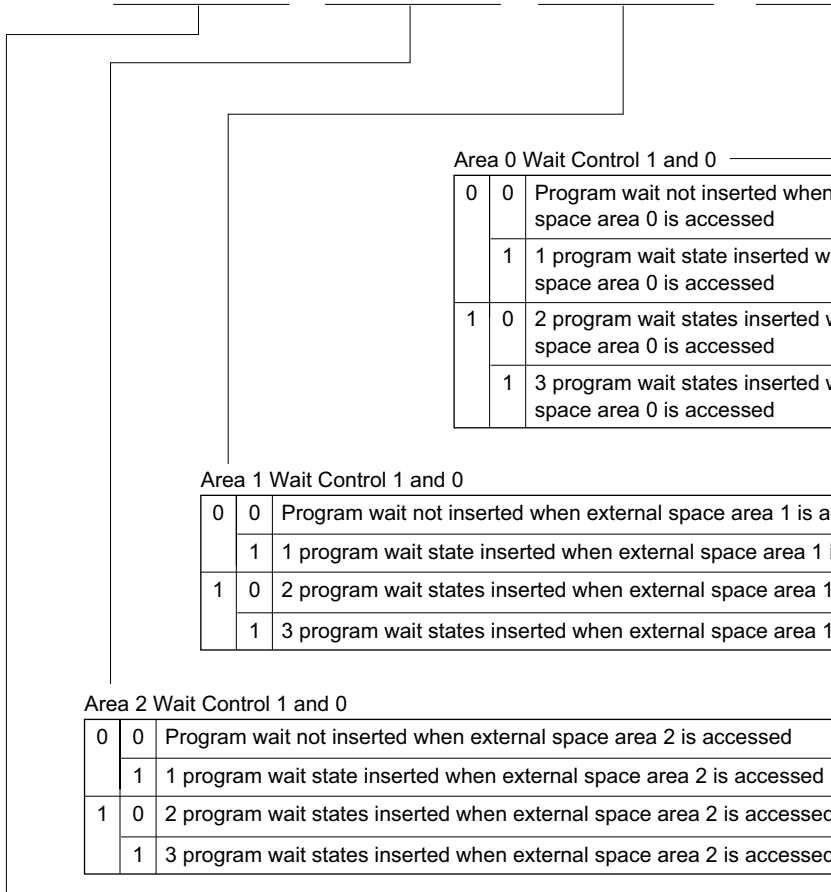 Area 0 Wait Control 1 and 0
0 0 Program wait not inserted when
space area 0 is accessed
1 1 program wait state inserted
space area 0 is accessed
1 0 2 program wait states inserted
space area 0 is accessed
1 3 program wait states inserted
space area 0 is accessed
Area 1 Wait Control 1 and 0
0 0 Program wait not inserted when external space area 1 is
1 1 program wait state inserted when external space area 1
1 0 2 program wait states inserted when external space area 1
1 3 program wait states inserted when external space area 1
Area 2 Wait Control 1 and 0
0 0 Program wait not inserted when external space area 2 is accessed
1 1 program wait state inserted when external space area 2 is accessed
1 0 2 program wait states inserted when external space area 2 is accessed
1 3 program wait states inserted when external space area 2 is accessed